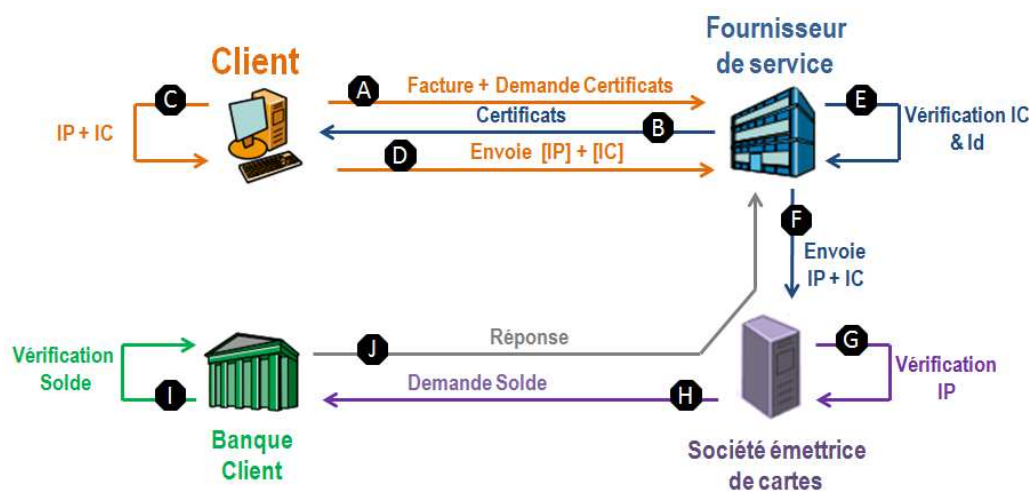 Fournisseur
de service
Client
C
A
Facture + Demande Certificats
E
IP + IC
Certificats
B
Vérification IC
& Id
D
Envoie [IP] + [IC]
F
Envoie
IP + IC
Vérification
Solde
J
Réponse
G
Vérification
IP
I
Demande Solde
H
Banque
Client
Société émettrice
de cartes